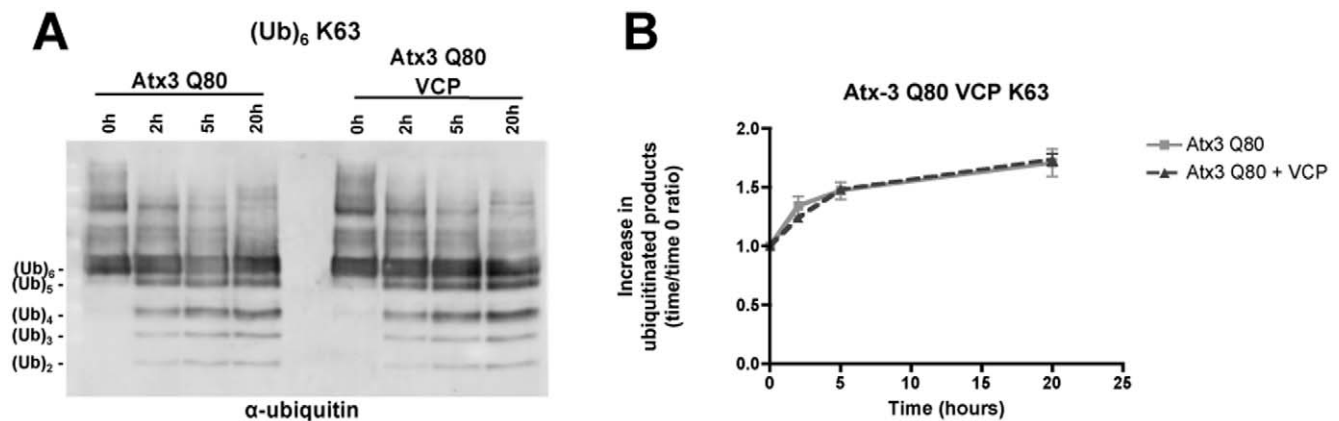 A
(Ub)₆ K63
Atx3 Q80
Atx3 Q80
VCP
0h 2h 5h 20h 0h 2h 5h 20h
(Ub)₆ -
(Ub)₅ -
(Ub)₄ -
(Ub)₃ -
(Ub)₂ -
α-ubiquitin
B
Atx-3 Q80 VCP K63
Increase in
ubiquitinated products
(time/time 0 ratio)
2.0
1.5
1.0
0.5
0.0
0 5 10 15 20 25
Time (hours)
Atx3 Q80
Atx3 Q80 + VCP